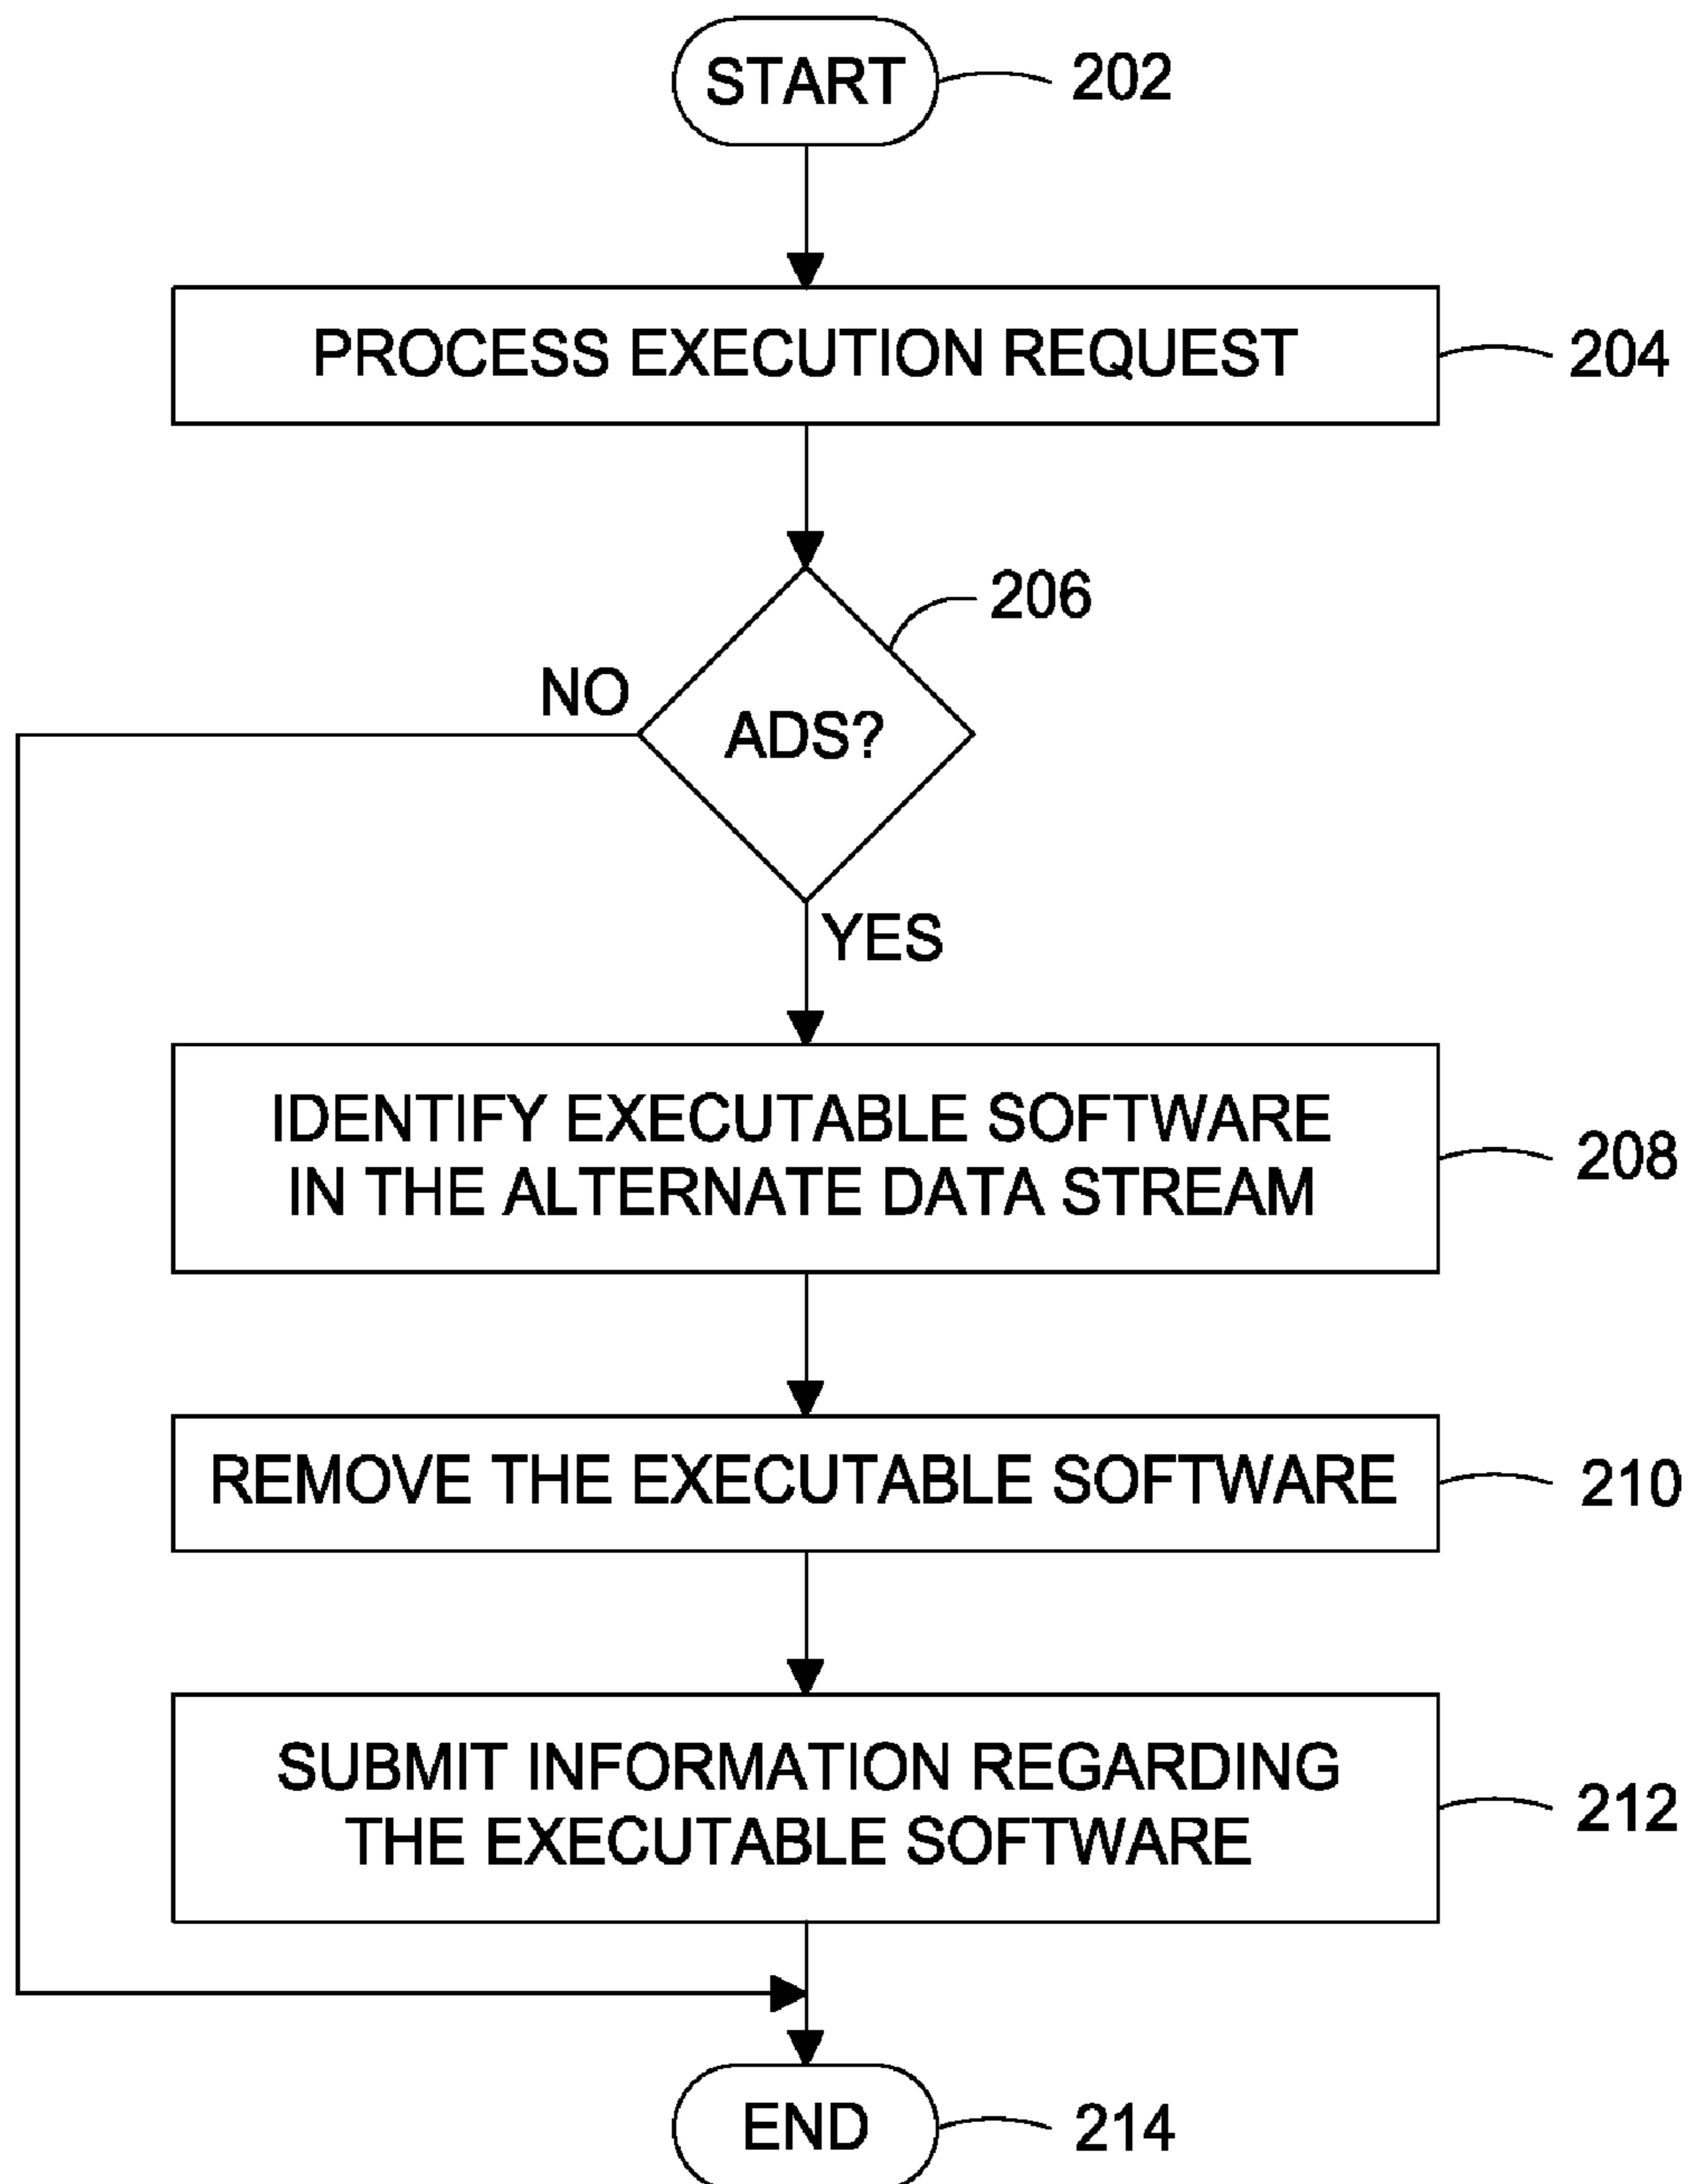 START
202
PROCESS EXECUTION REQUEST
204
206
NO
ADS?
YES
IDENTIFY EXECUTABLE SOFTWARE
IN THE ALTERNATE DATA STREAM
208
REMOVE THE EXECUTABLE SOFTWARE
210
SUBMIT INFORMATION REGARDING
THE EXECUTABLE SOFTWARE
212
END
214